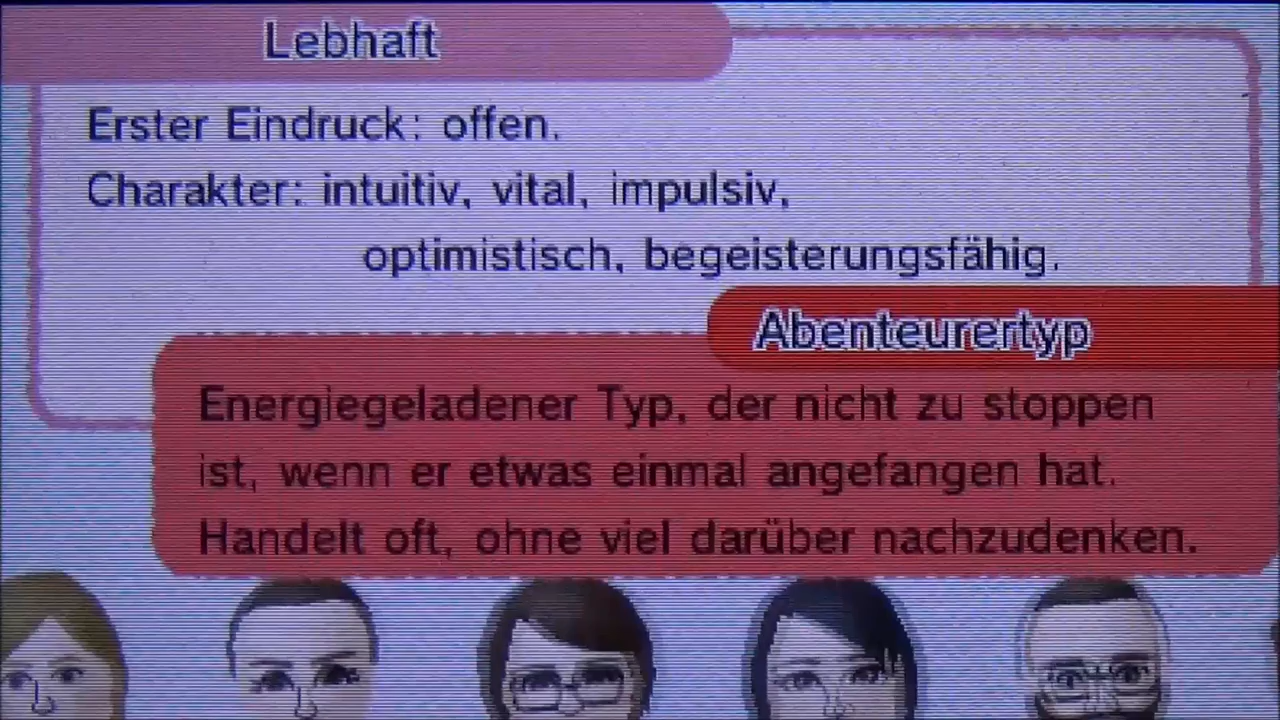 Lebhaft
Erster Eindruck: offen.
Charakter: intuitiv, vital, impulsiv,
optimistisch, begeisterungsfähig.
Abenteurertyp
Energiegeladener Typ, der nicht zu stoppen
ist, wenn er etwas einmal angefangen hat.
Handelt oft, ohne viel darüber nachzudenken.